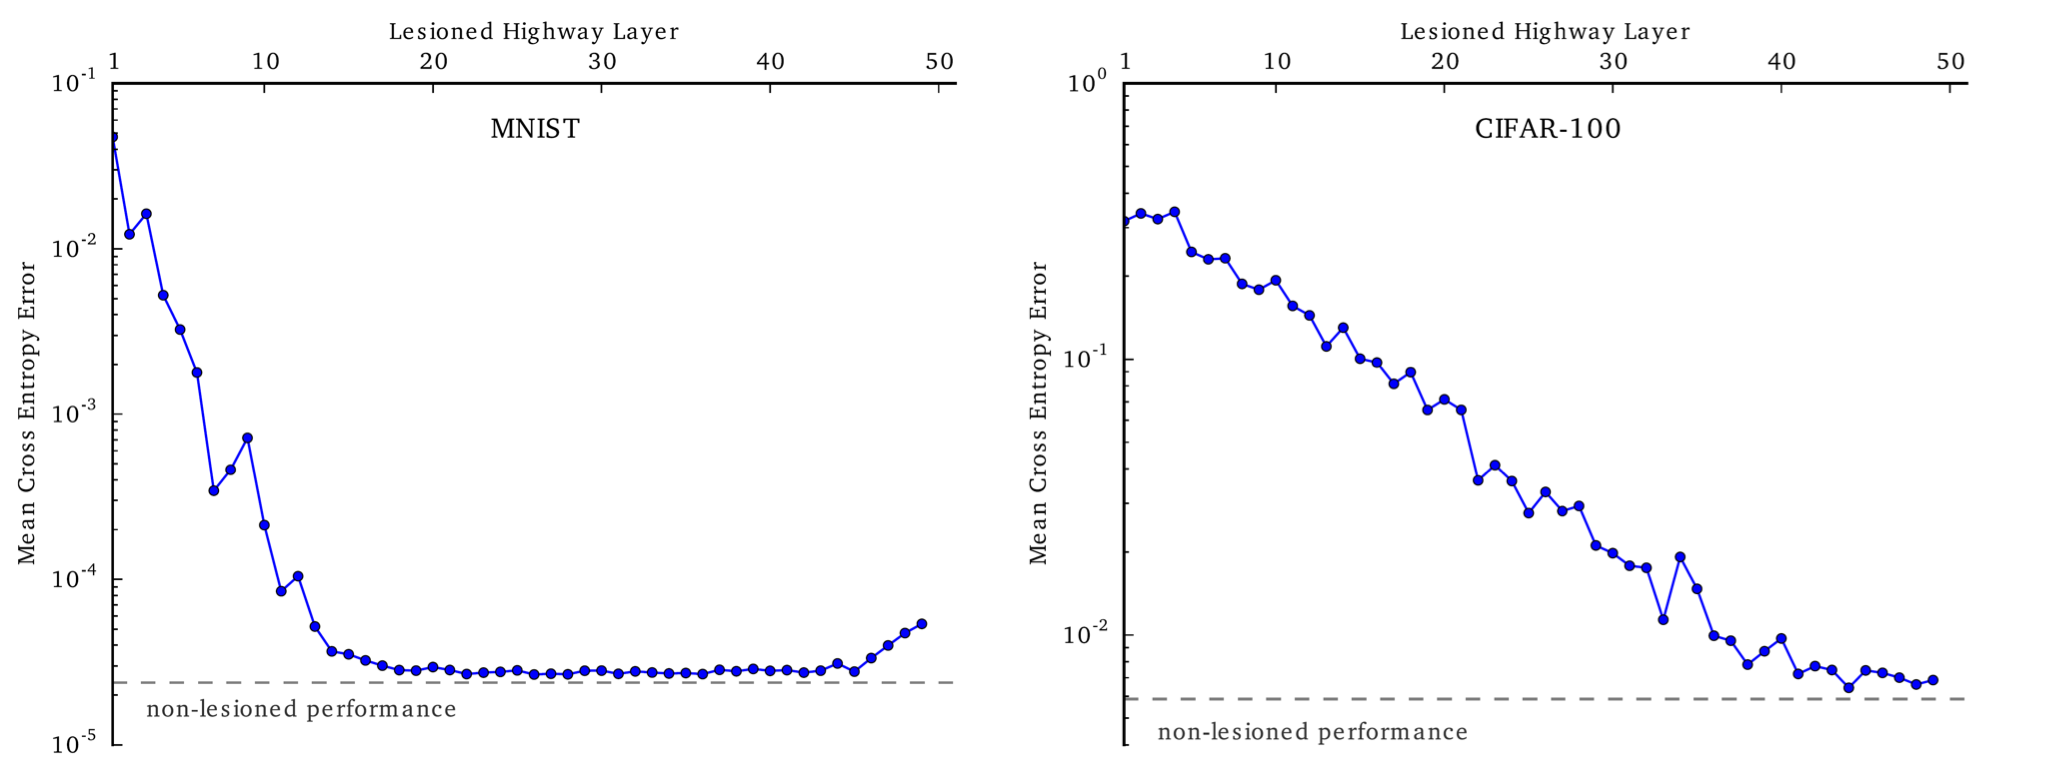 Lesioned Highway Layer
1 10 20 30 40 50
MNIST
10^-1
10^-2
10^-3
10^-4
10^-5
Mean Cross Entropy Error
non-lesioned performance
Lesioned Highway Layer
1 10 20 30 40 50
CIFAR-100
10^0
10^-1
10^-2
Mean Cross Entropy Error
non-lesioned performance